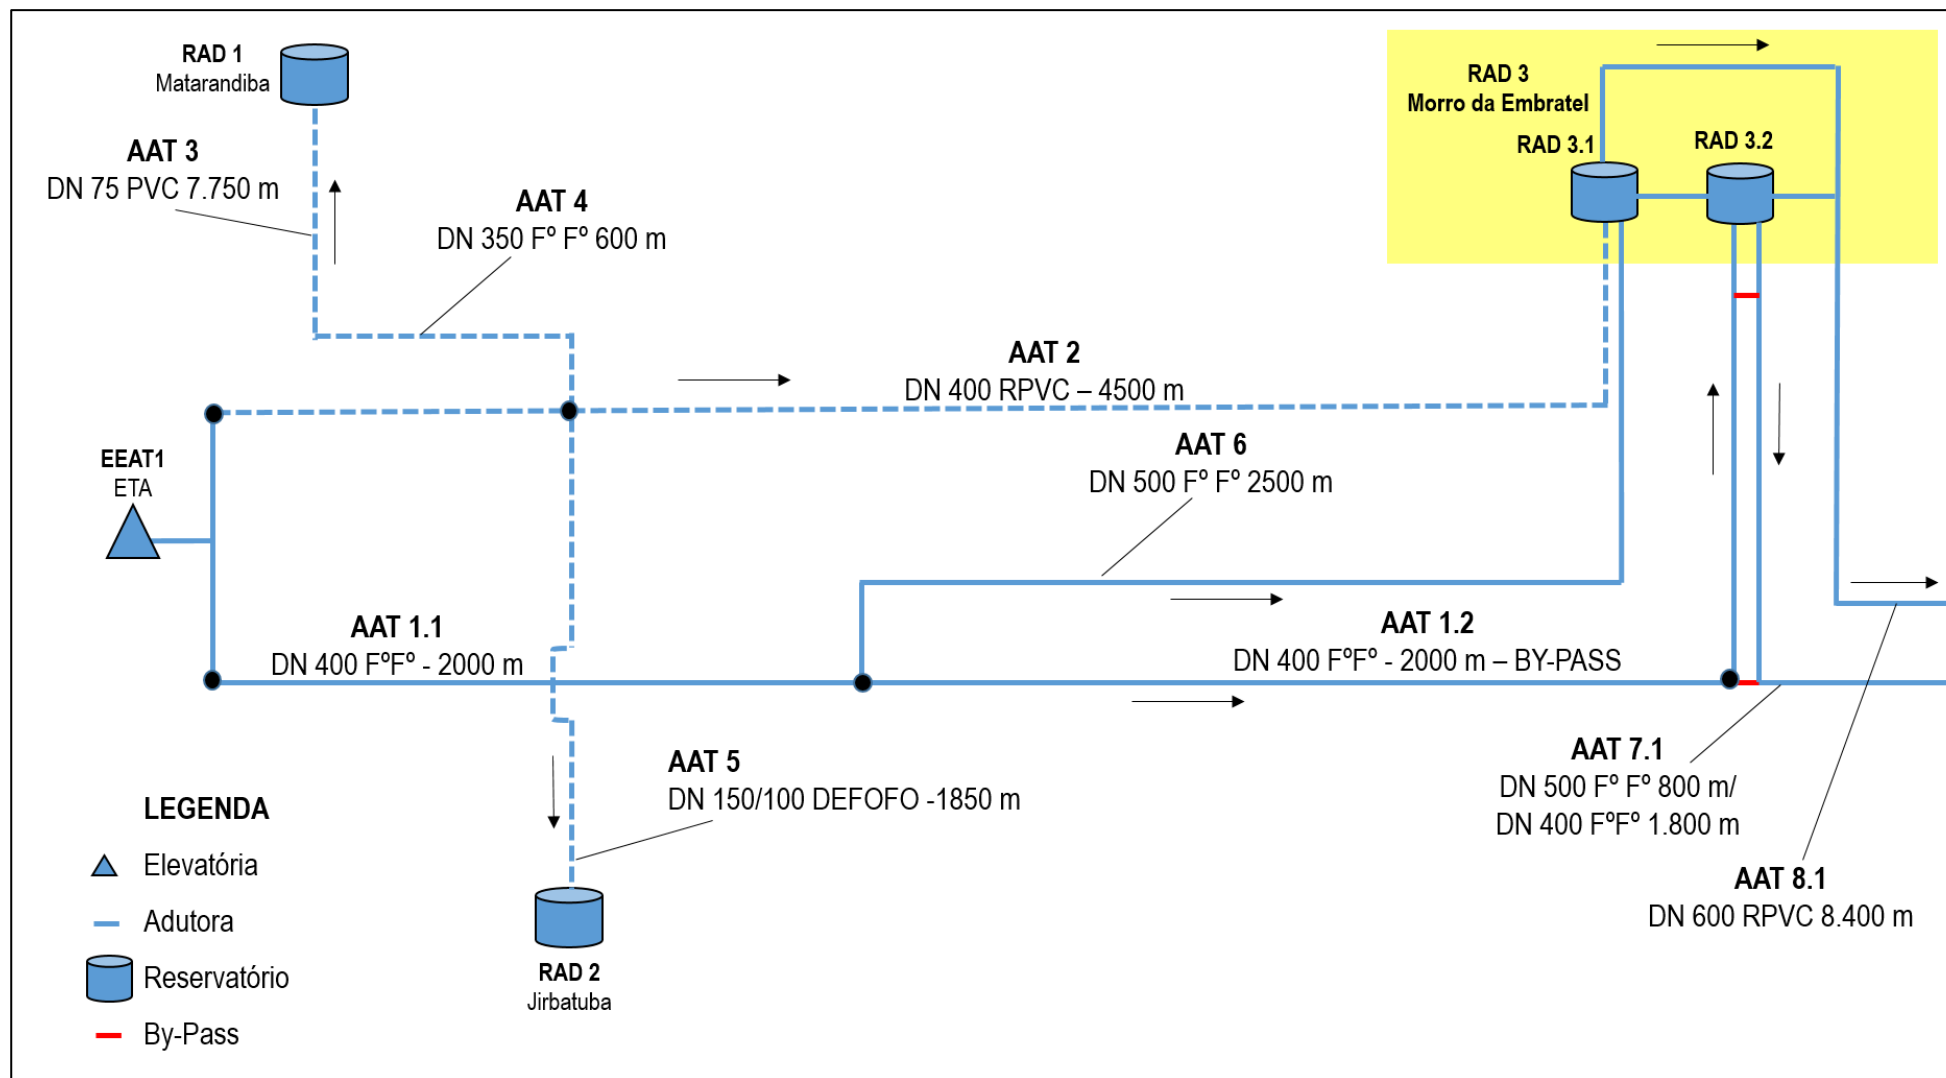 RAD 1
Matarandiba
AAT 3
DN 75 PVC 7.750 m
AAT 4
DN 350 Fº Fº 600 m
RAD 3
Morro da Embratel
RAD 3.1
RAD 3.2
AAT 2
DN 400 RPVC – 4500 m
AAT 6
DN 500 Fº Fº 2500 m
EEAT1
ETA
AAT 1.1
DN 400 FºFº - 2000 m
AAT 1.2
DN 400 FºFº - 2000 m – BY-PASS
AAT 5
DN 150/100 DEFOFO -1850 m
AAT 7.1
DN 500 Fº Fº 800 m/
DN 400 FºFº 1.800 m
AAT 8.1
DN 600 RPVC 8.400 m
RAD 2
Jirbatuba
LEGENDA
Elevatória
Adutora
Reservatório
By-Pass